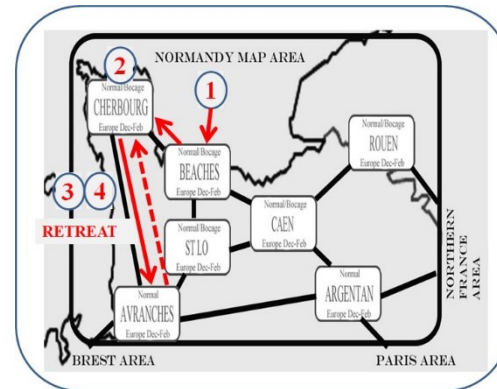 NORMANDY MAP AREA
2
1
Normal/Bocage
CHERBOURG
Europe Dec-Feb
Normal/Bocage
BEACHES
Europe Dec-Feb
Normal/Bocage
ROUEN
Europe Dec-Feb
3 4
RETREAT
Normal/Bocage
ST LO
Europe Dec-Feb
Normal/Bocage
CAEN
Europe Dec-Feb
Normal
AVRANCHES
Europe Dec-Feb
Normal
ARGENTAN
Europe Dec-Feb
NORTHERN
FRANCE
AREA
BREST AREA
PARIS AREA